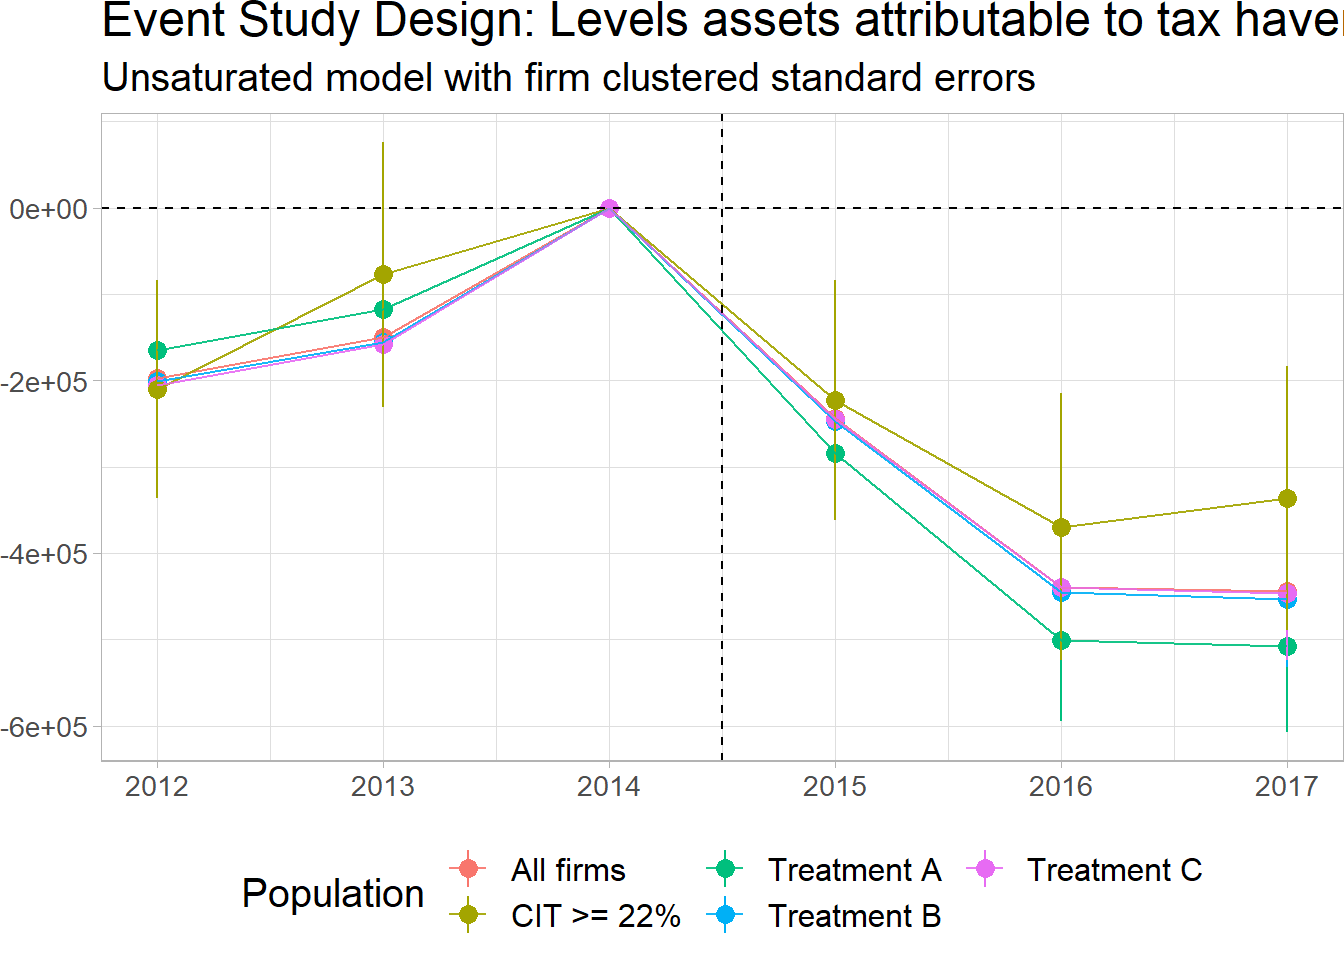 Event Study Design: Levels assets attributable to tax haven
Unsaturated model with firm clustered standard errors
0e+00
-2e+05
-4e+05
-6e+05
2012 2013 2014 2015 2016 2017
Population
All firms
Treatment A
Treatment C
CIT >= 22%
Treatment B